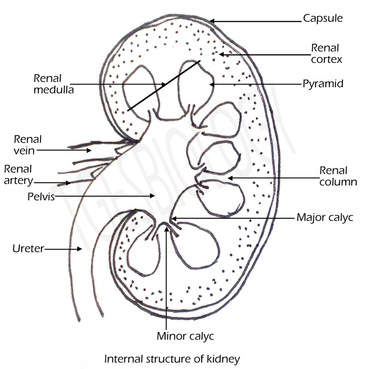 Capsule
Renal
cortex
Renal
medulla
Pyramid
Renal
vein
Renal
artery
Renal
column
Pelvis
Major calyc
Ureter
Minor calyc
Internal structure of kidney